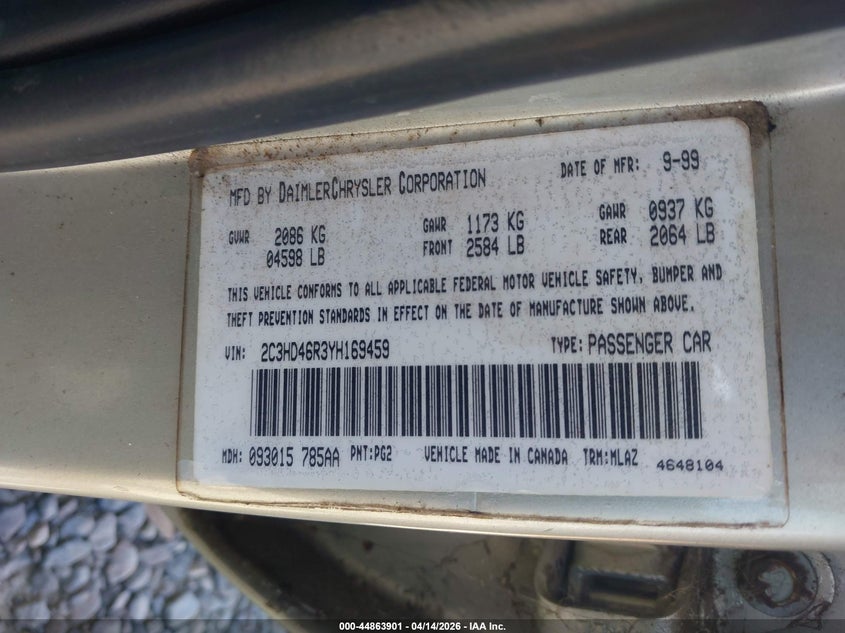 MFD BY DAIMLERCHRYSLER CORPORATION DATE OF MFR: 9-99
GVWR 2086 KG GAWR 1173 KG GAWR 0937 KG
04598 LB FRONT 2584 LB REAR 2064 LB
THIS VEHICLE CONFORMS TO ALL APPLICABLE FEDERAL MOTOR VEHICLE SAFETY, BUMPER AND
THEFT PREVENTION STANDARDS IN EFFECT ON THE DATE OF MANUFACTURE SHOWN ABOVE.
VIN: 2C3HD46R3YH169459 TYPE: PASSENGER CAR
MDH: 093015 785AA PNT:PG2 VEHICLE MADE IN CANADA TRM:MLAZ 4648104
000-44863901 - 04/14/2026 - IAA Inc.